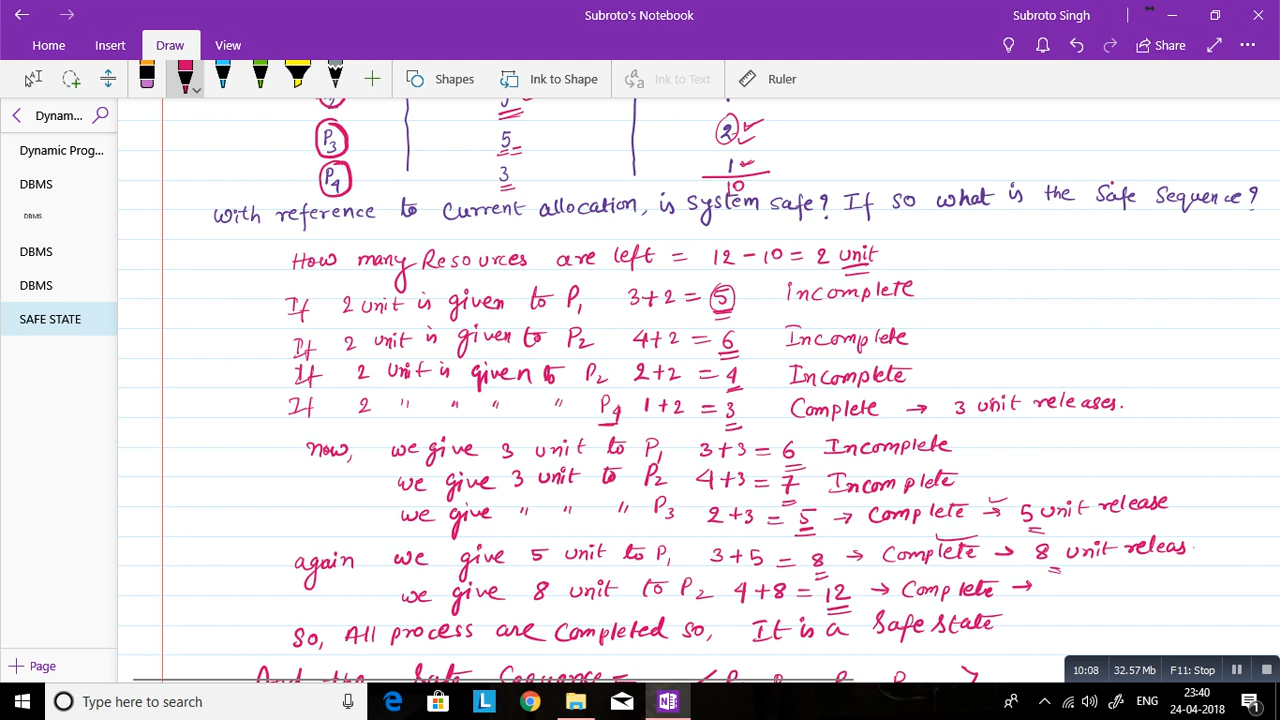 Subroto's Notebook
Subroto Singh
Home Insert Draw View
Share
Shapes
Ink to Shape
Ink to Text
Ruler
Dynam...
Dynamic Prog...
DBMS
DBMS
DBMS
DBMS
SAFE STATE
P3 5 2
P4 3 1
10
with reference to Current allocation, is system safe? If so what is the Safe Sequence?
How many Resources are left = 12 - 10 = 2 unit
If 2 unit is given to P1 3+2 = 5 Incomplete
If 2 unit is given to P2 4+2 = 6 Incomplete
If 2 unit is given to P2 2+2 = 4 Incomplete
If 2 " " " " P4 1+2 = 3 Complete → 3 unit releases.
Now, we give 3 unit to P1 3+3 = 6 Incomplete
we give 3 unit to P2 4+3 = 7 Incomplete
we give " " " P3 2+3 = 5 → Complete → 5 unit release
again we give 5 unit to P1 3+5 = 8 → Complete → 8 unit releas
we give 8 unit to P2 4+8 = 12 → Complete →
So, All process are Completed so, It is a Safe State
And the Safe Sequence = < P P P P >
Page
10:08 32.57 Mb F11: Stop
Type here to search
ENG
23:40
24-04-2018